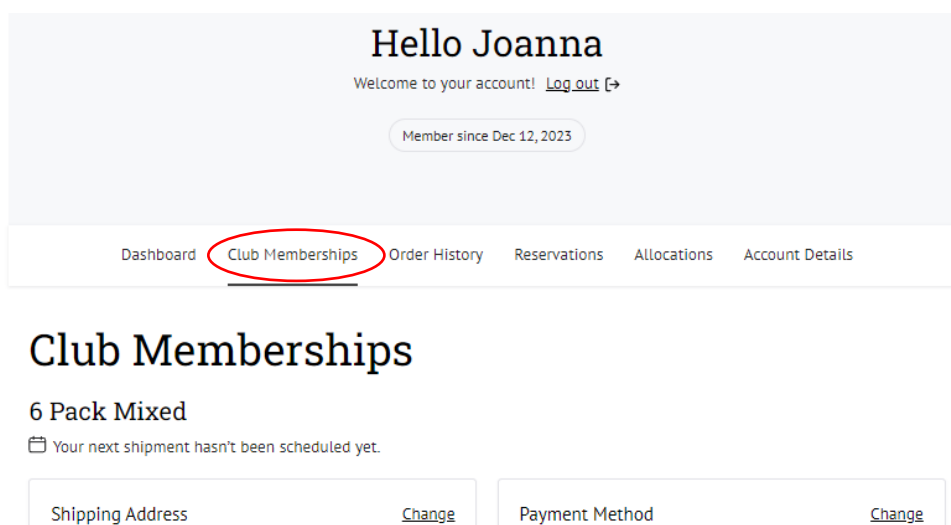 Hello Joanna
Welcome to your account! Log out
Member since Dec 12, 2023
Dashboard Club Memberships Order History Reservations Allocations Account Details
Club Memberships
6 Pack Mixed
Your next shipment hasn't been scheduled yet.
Shipping Address Change Payment Method Change